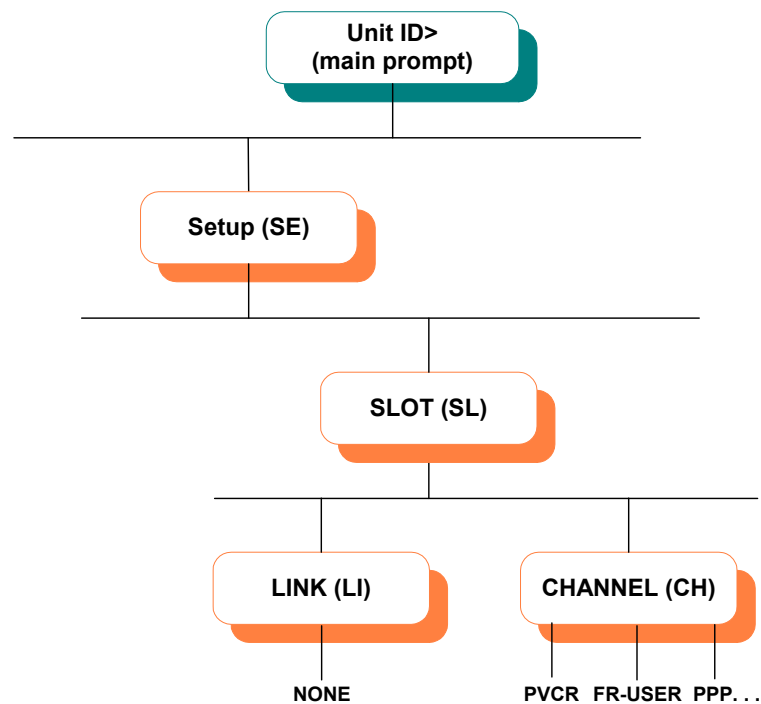 Unit ID>
(main prompt)
Setup (SE)
SLOT (SL)
LINK (LI)
CHANNEL (CH)
NONE
PVCR
FR-USER
PPP. . .